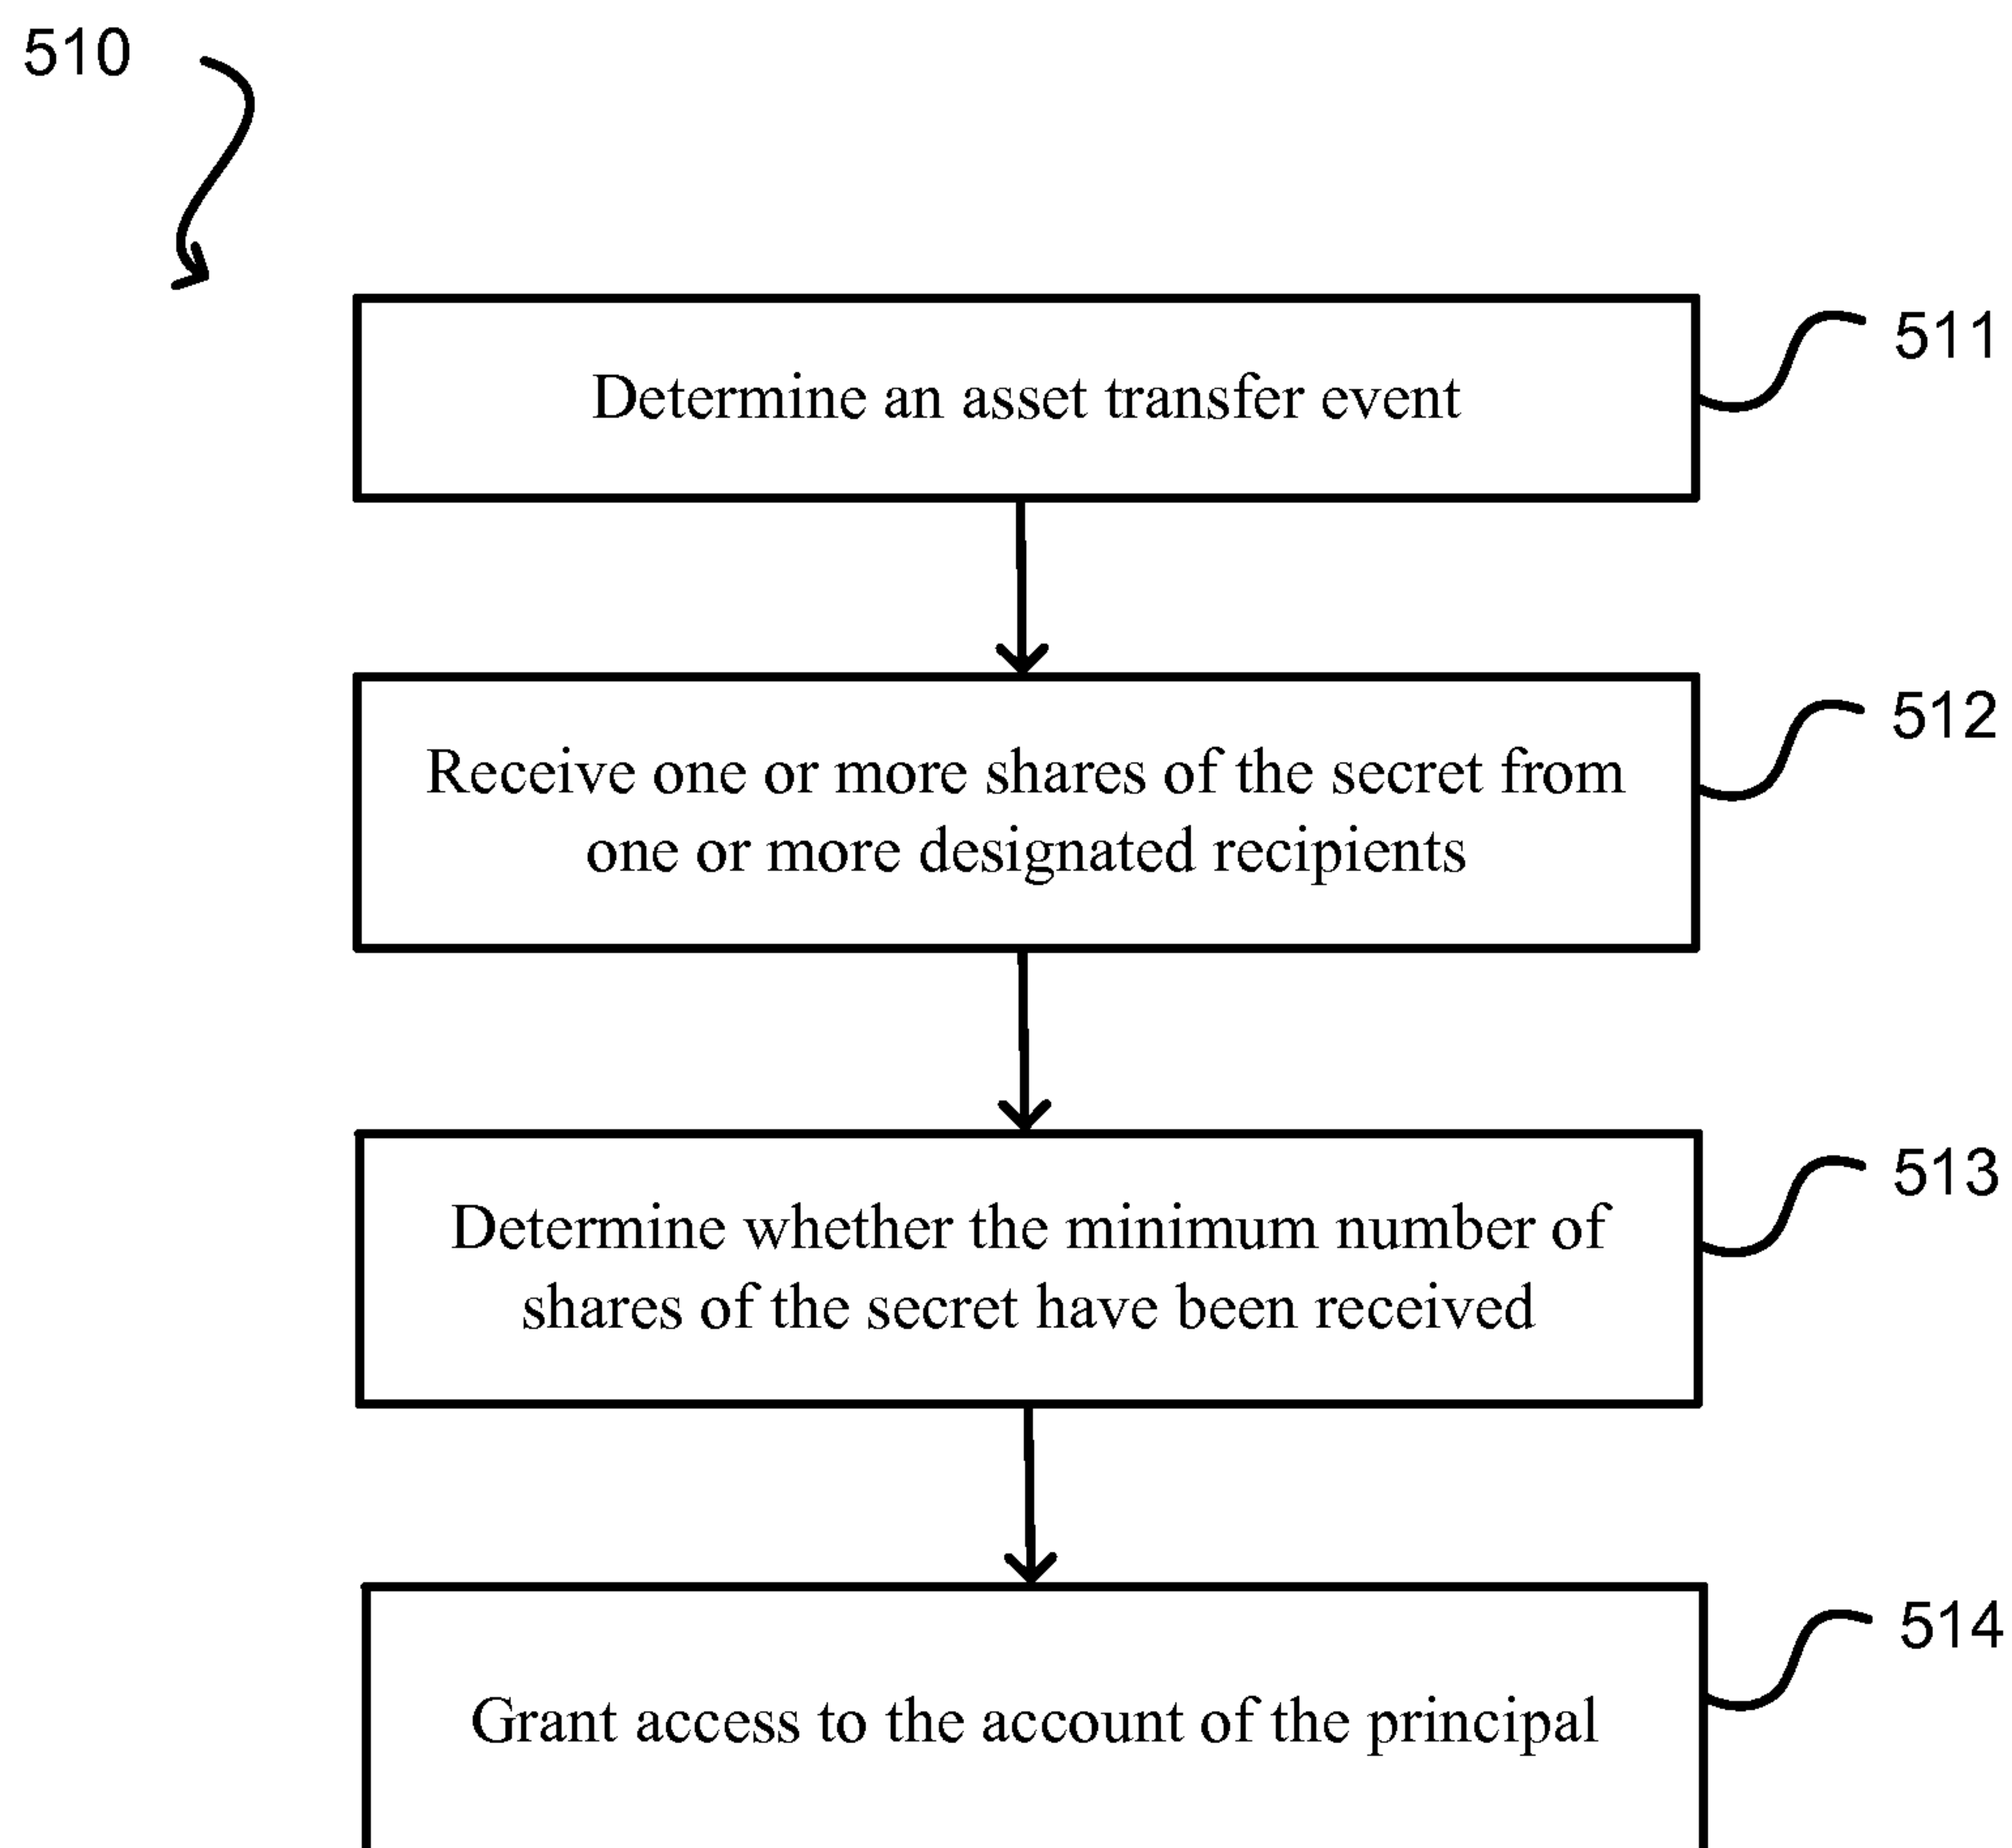 510
511
Determine an asset transfer event
512
Receive one or more shares of the secret from
one or more designated recipients
513
Determine whether the minimum number of
shares of the secret have been received
514
Grant access to the account of the principal